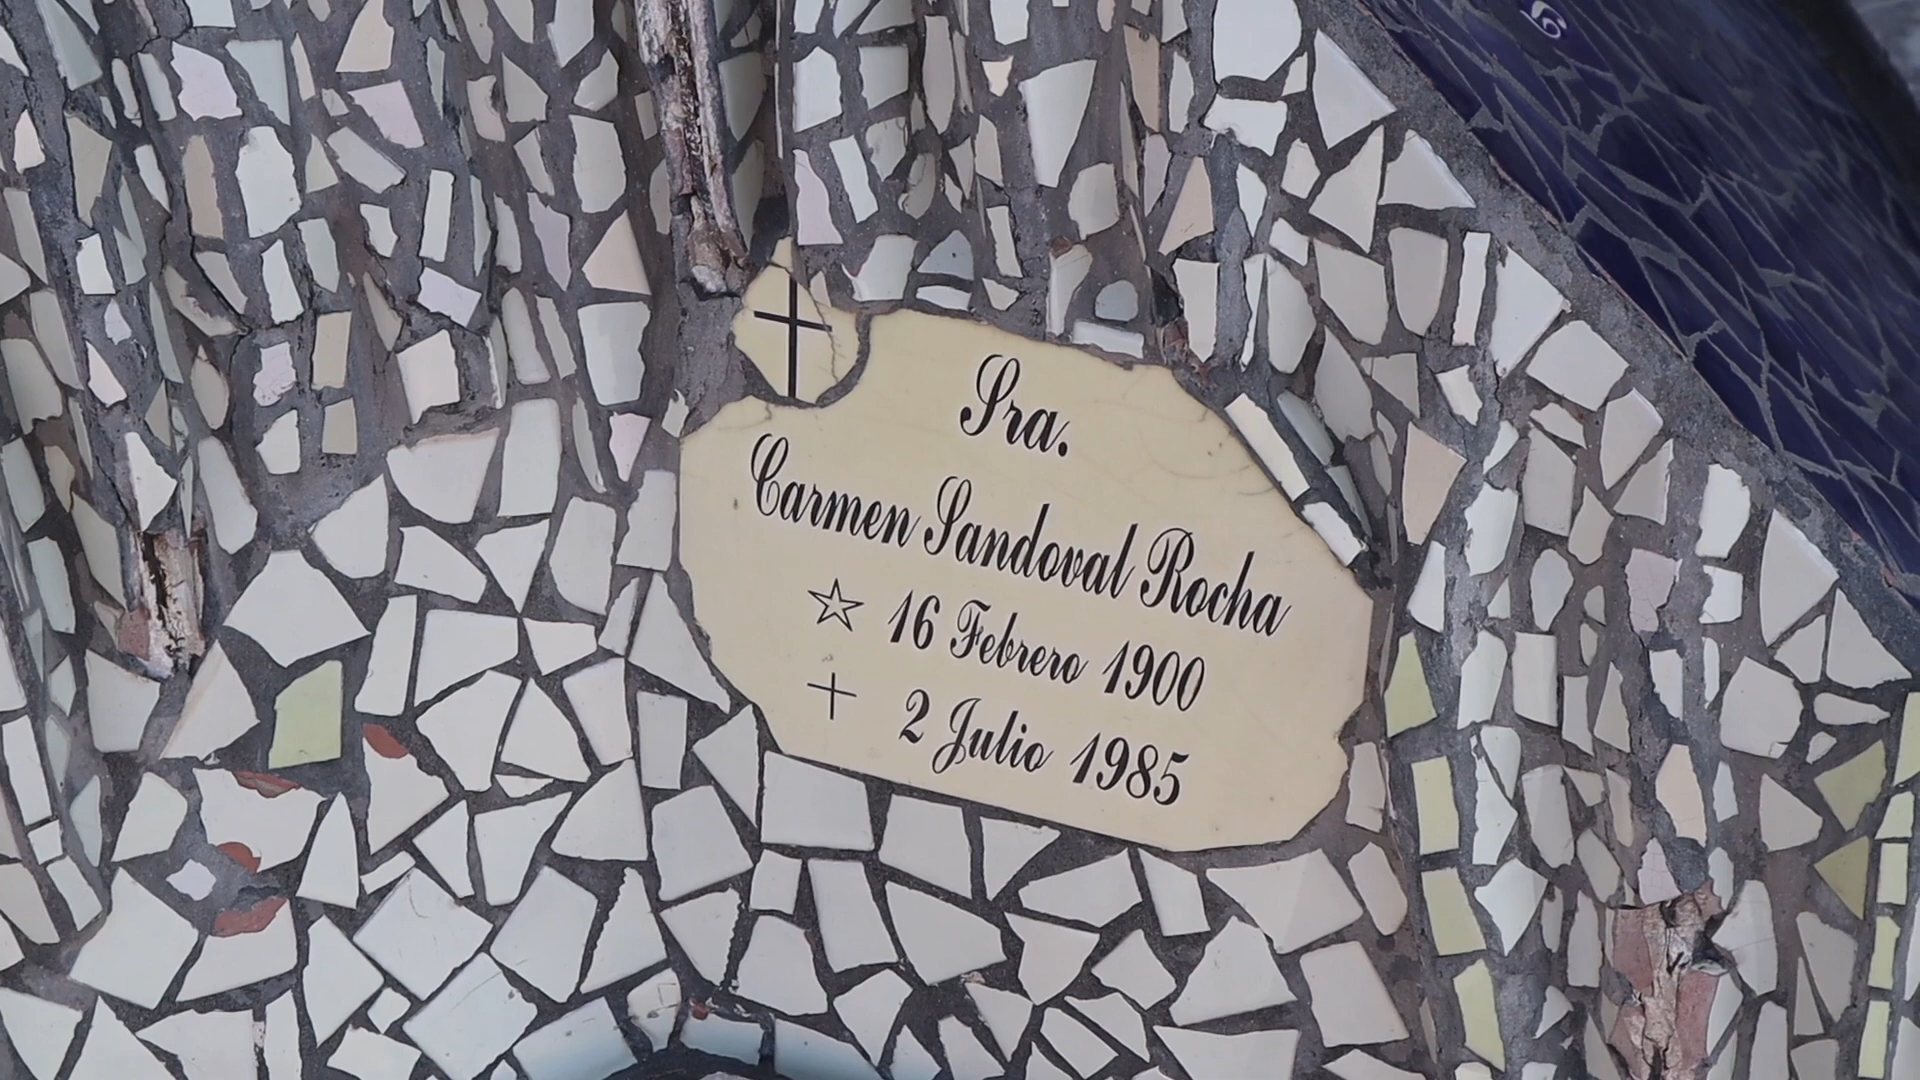 Sra.
Carmen Sandoval Rocha
☆ 16 Febrero 1900
✝ 2 Julio 1985